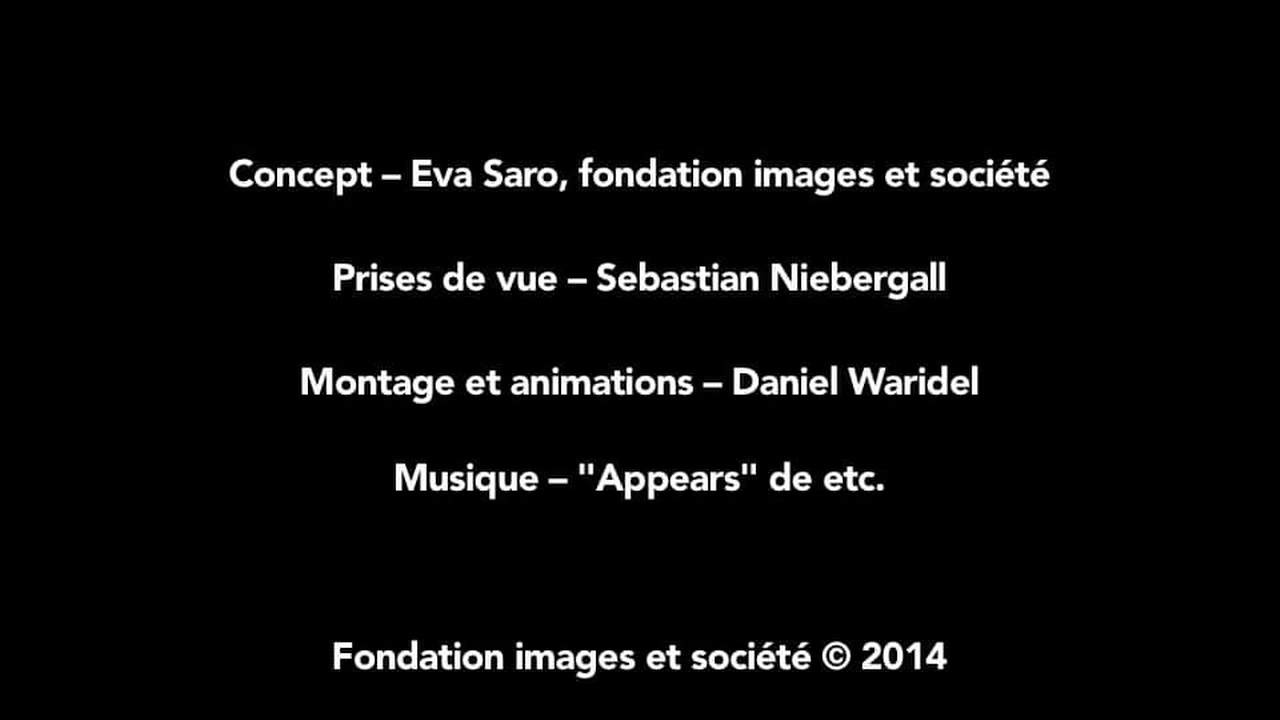 Concept – Eva Saro, fondation images et société
Prises de vue – Sebastian Niebergall
Montage et animations – Daniel Waridel
Musique – "Appears" de etc.
Fondation images et société © 2014